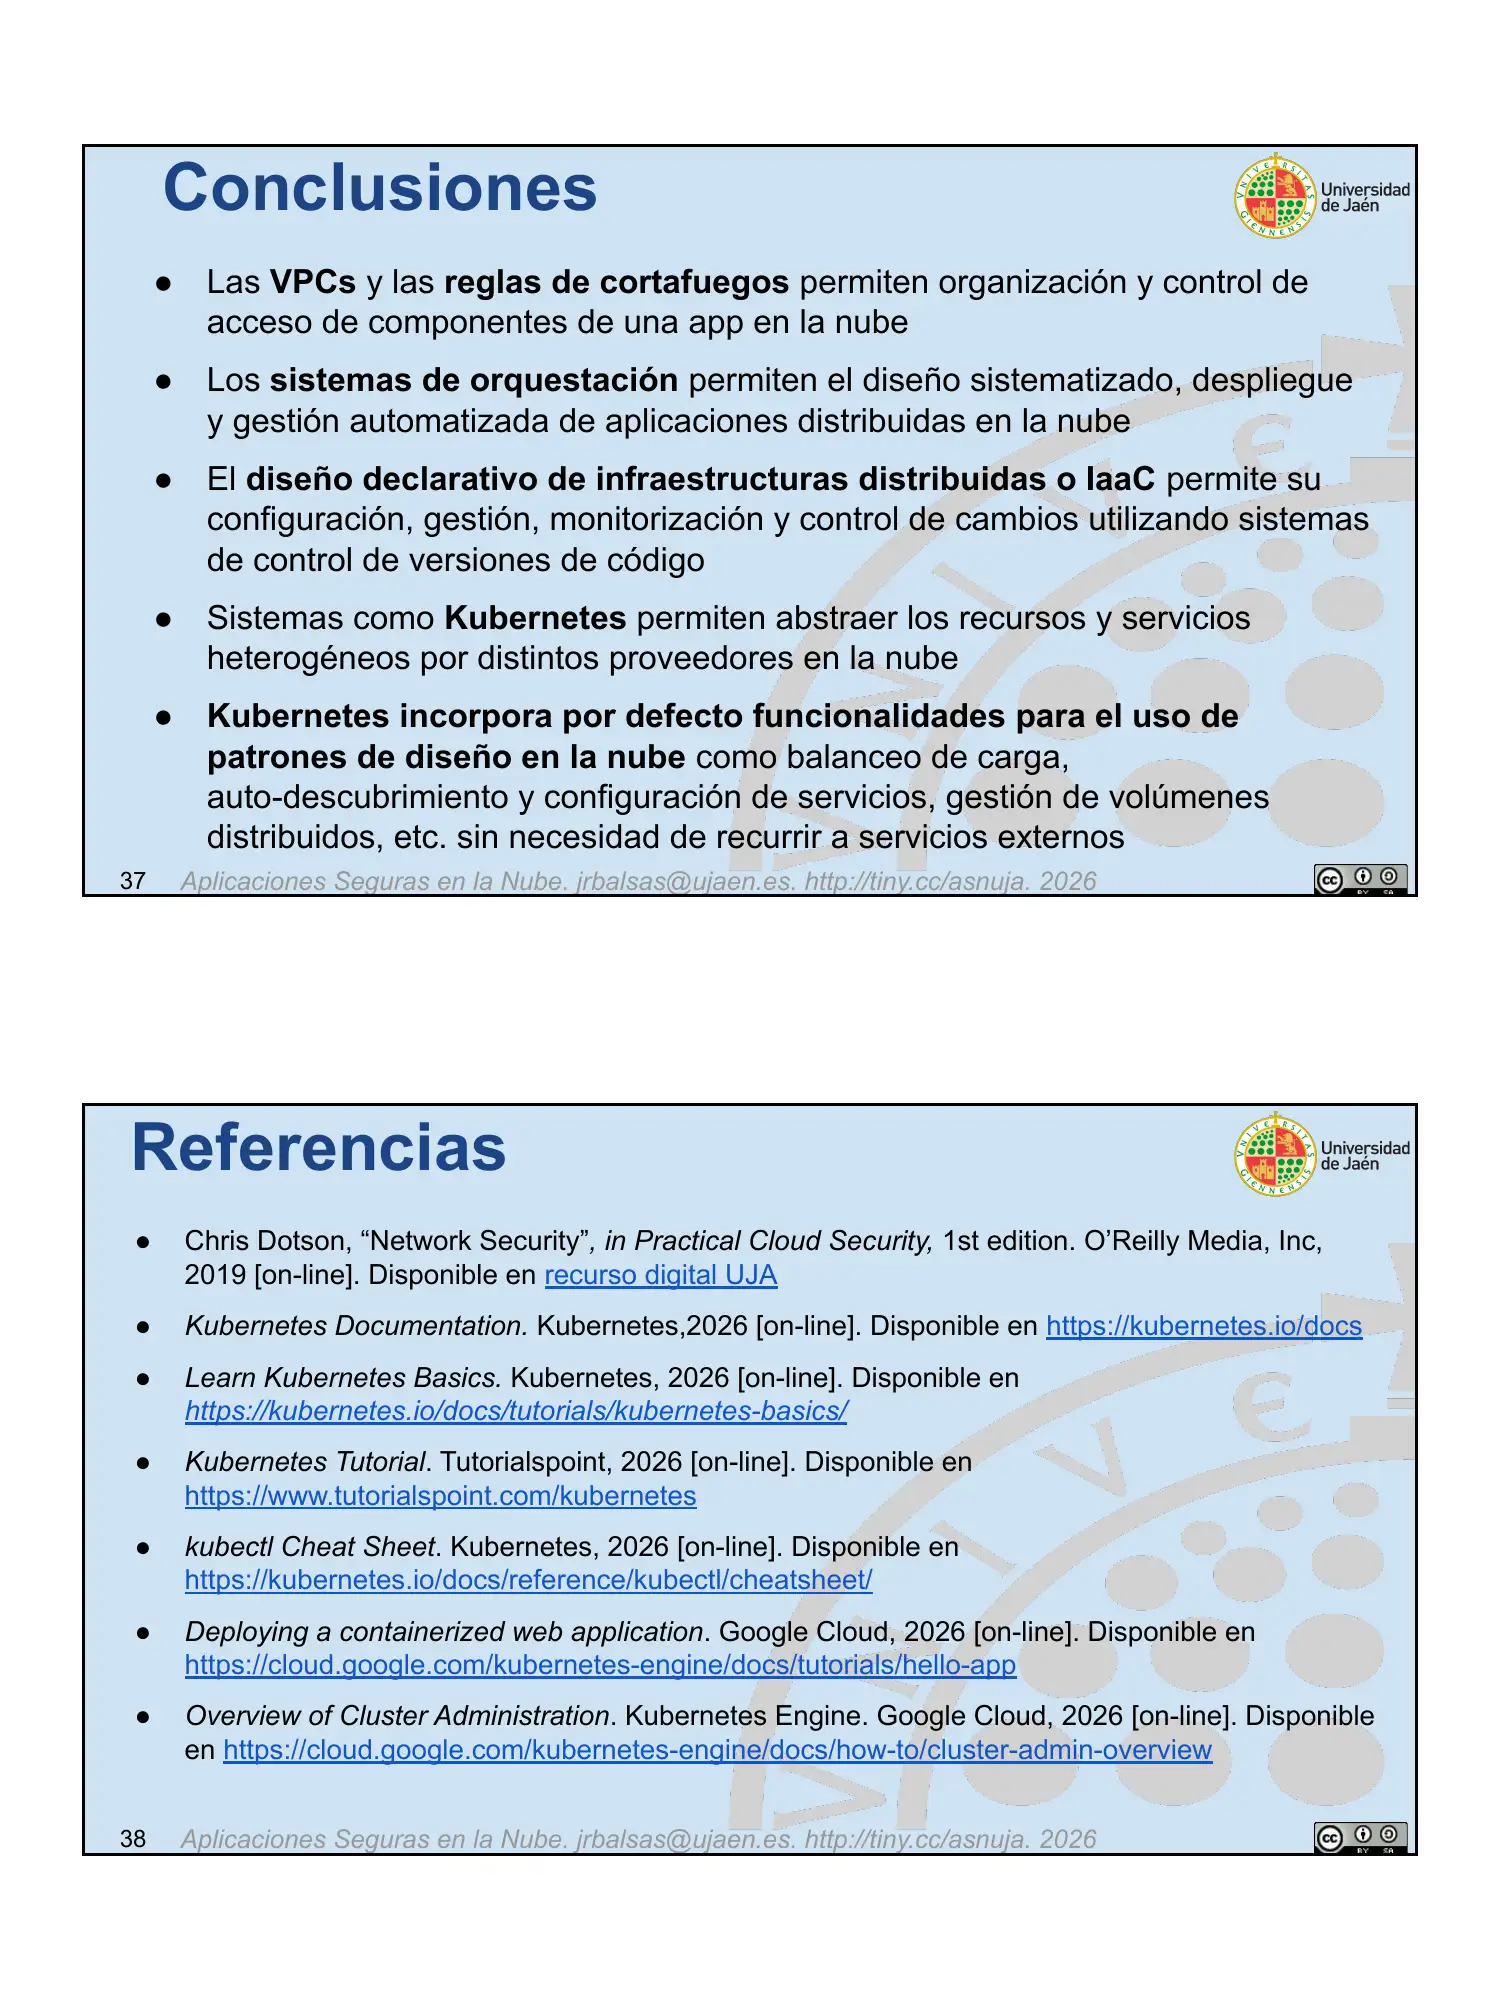 Conclusiones
Universidad
de Jaén
● Las VPCs y las reglas de cortafuegos permiten organización y control de
acceso de componentes de una app en la nube
● Los sistemas de orquestación permiten el diseño sistematizado, despliegue
y gestión automatizada de aplicaciones distribuidas en la nube
● El diseño declarativo de infraestructuras distribuidas o IaaC permite su
configuración, gestión, monitorización y control de cambios utilizando sistemas
de control de versiones de código
● Sistemas como Kubernetes permiten abstraer los recursos y servicios
heterogéneos por distintos proveedores en la nube
● Kubernetes incorpora por defecto funcionalidades para el uso de
patrones de diseño en la nube como balanceo de carga,
auto-descubrimiento y configuración de servicios, gestión de volúmenes
distribuidos, etc. sin necesidad de recurrir a servicios externos
37 Aplicaciones Seguras en la Nube. jrbalsas@ujaen.es. http://tiny.cc/asnuja. 2026
cc BY SA
Referencias
Universidad
de Jaén
● Chris Dotson, “Network Security”, in Practical Cloud Security, 1st edition. O’Reilly Media, Inc,
2019 [on-line]. Disponible en recurso digital UJA
● Kubernetes Documentation. Kubernetes,2026 [on-line]. Disponible en https://kubernetes.io/docs
● Learn Kubernetes Basics. Kubernetes, 2026 [on-line]. Disponible en
https://kubernetes.io/docs/tutorials/kubernetes-basics/
● Kubernetes Tutorial. Tutorialspoint, 2026 [on-line]. Disponible en
https://www.tutorialspoint.com/kubernetes
● kubectl Cheat Sheet. Kubernetes, 2026 [on-line]. Disponible en
https://kubernetes.io/docs/reference/kubectl/cheatsheet/
● Deploying a containerized web application. Google Cloud, 2026 [on-line]. Disponible en
https://cloud.google.com/kubernetes-engine/docs/tutorials/hello-app
● Overview of Cluster Administration. Kubernetes Engine. Google Cloud, 2026 [on-line]. Disponible
en https://cloud.google.com/kubernetes-engine/docs/how-to/cluster-admin-overview
38 Aplicaciones Seguras en la Nube. jrbalsas@ujaen.es. http://tiny.cc/asnuja. 2026
cc BY SA